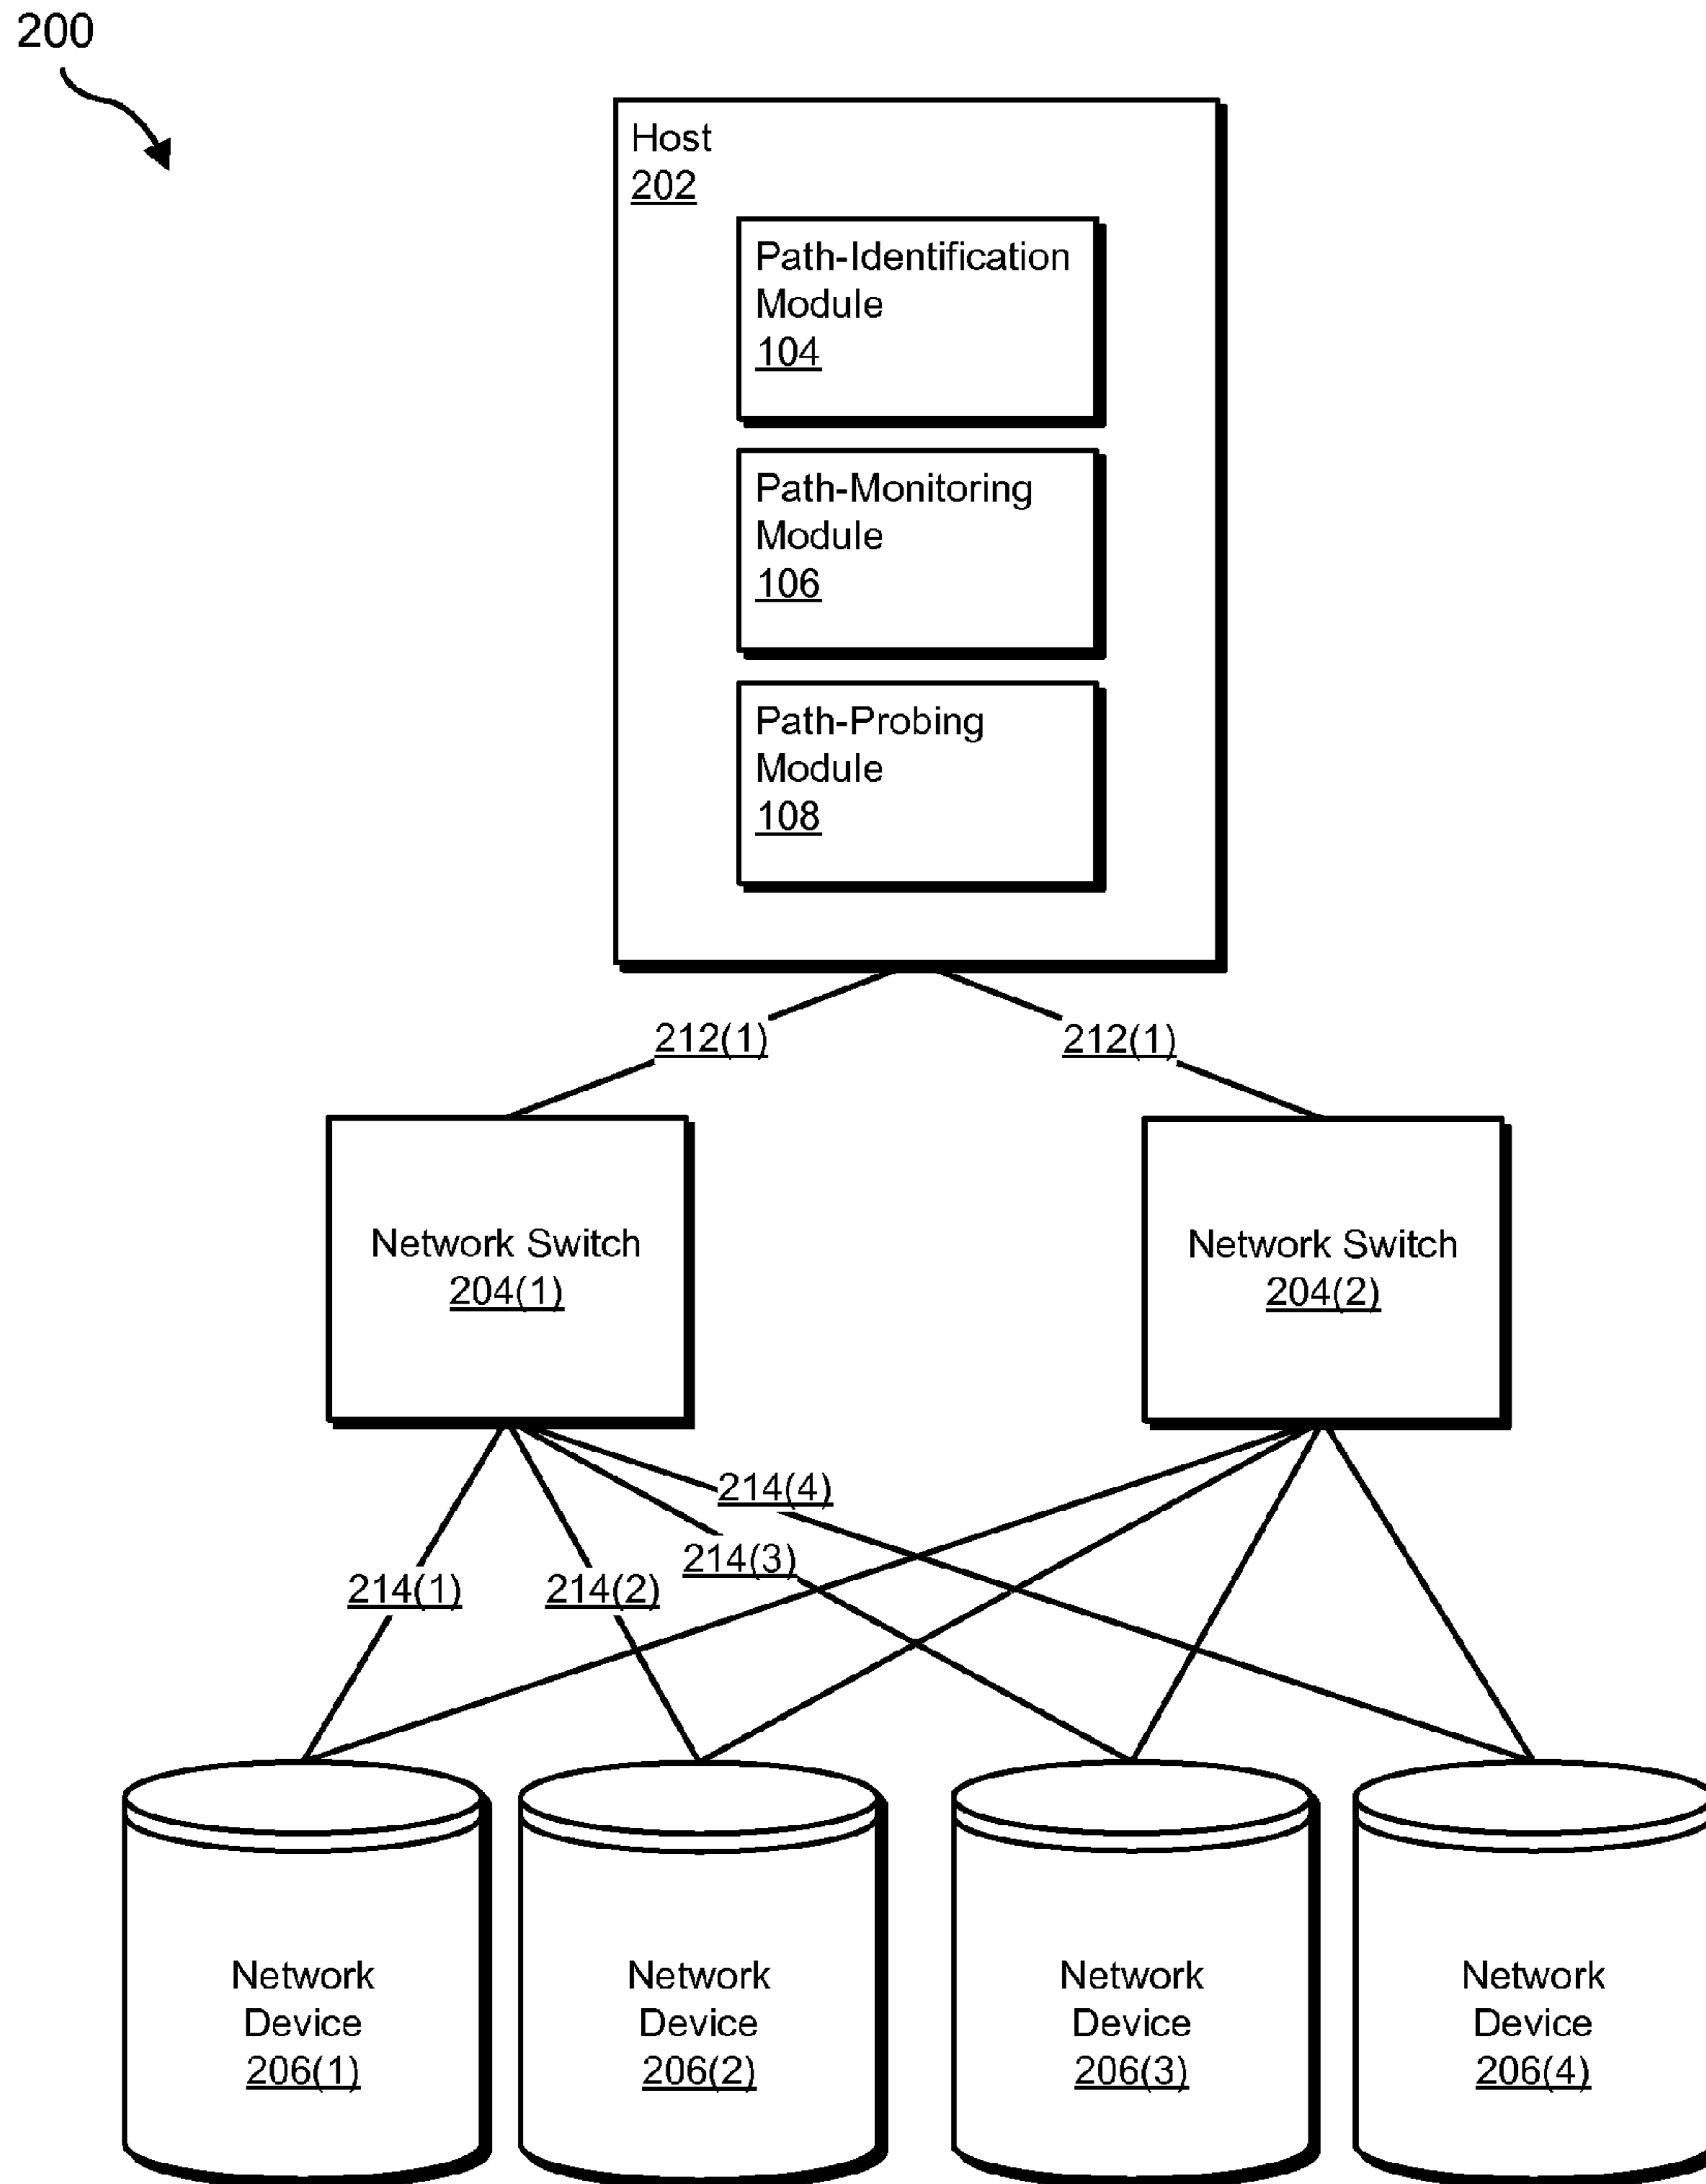 200
Host
202
Path-Identification
Module
104
Path-Monitoring
Module
106
Path-Probing
Module
108
212(1)
212(1)
Network Switch
204(1)
Network Switch
204(2)
214(4)
214(3)
214(1)
214(2)
Network
Device
206(1)
Network
Device
206(2)
Network
Device
206(3)
Network
Device
206(4)